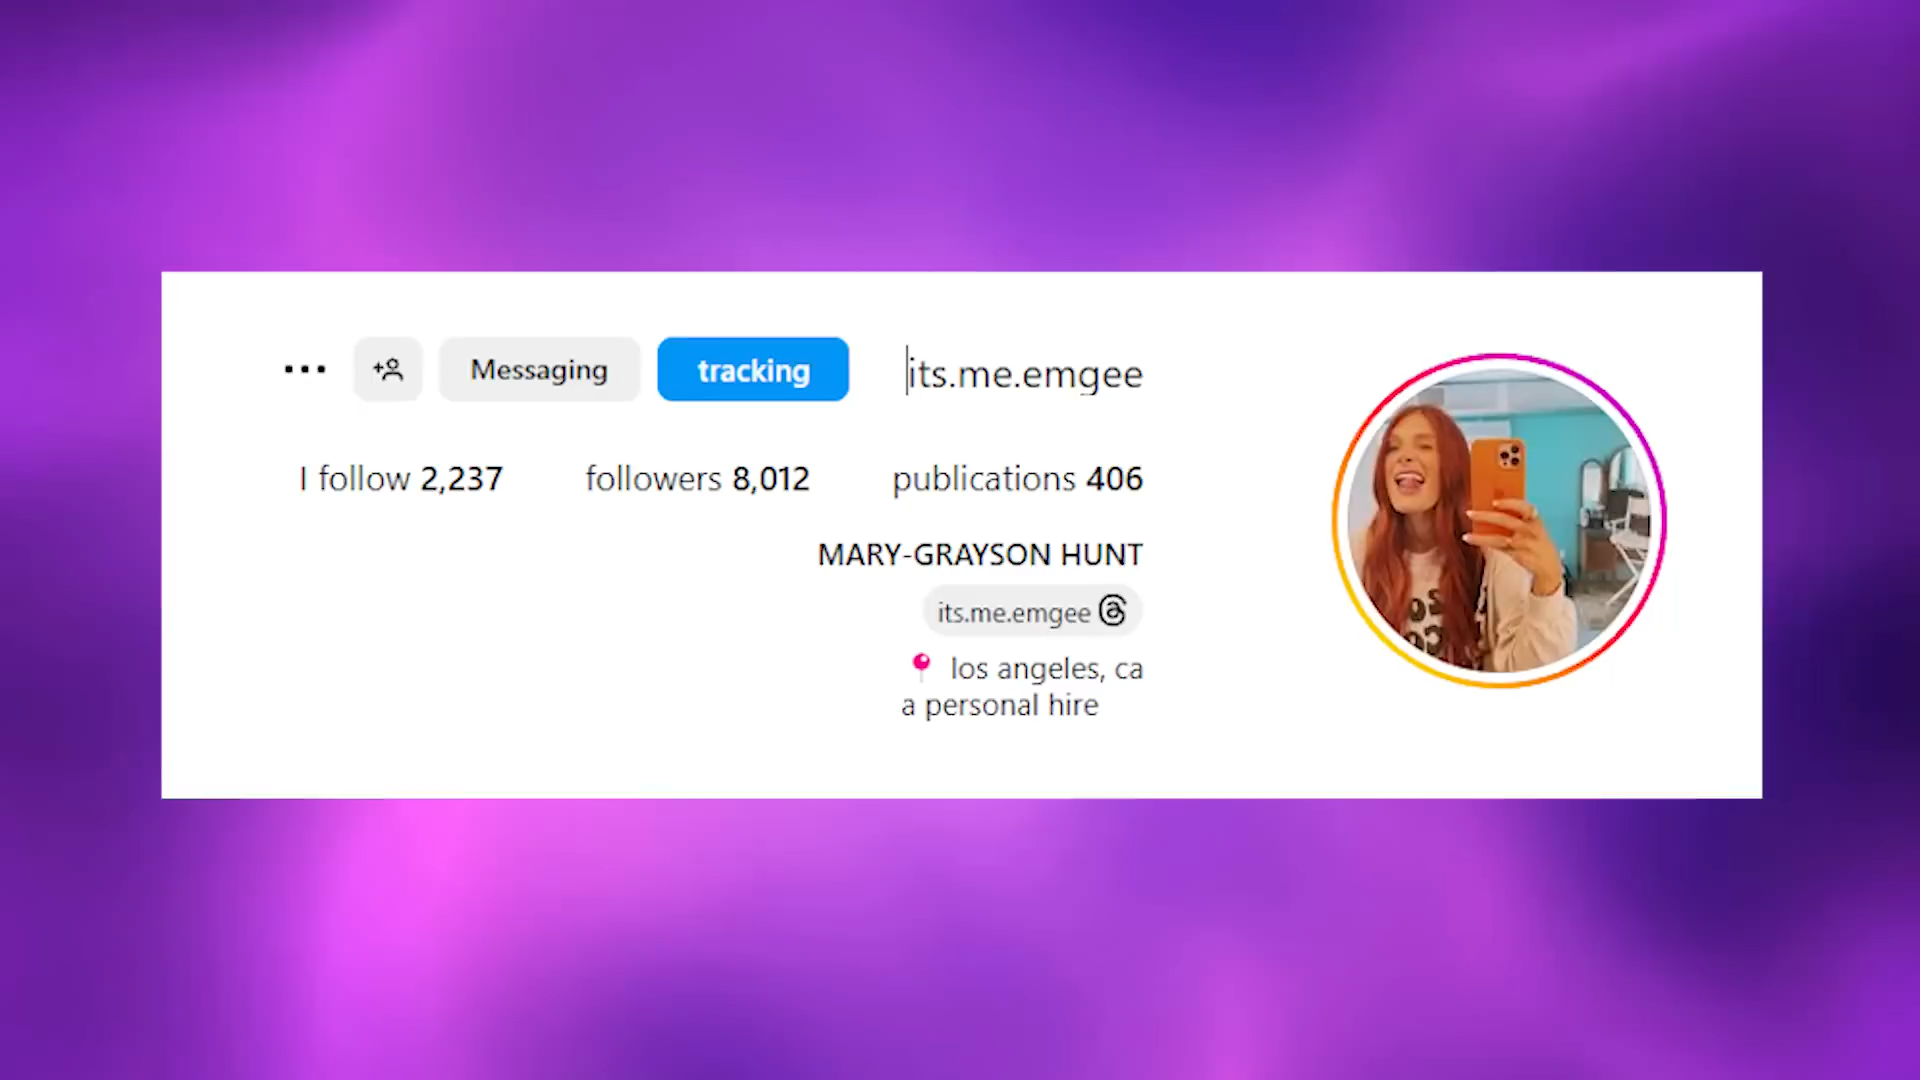 ... Messaging tracking its.me.emgee
I follow 2,237 followers 8,012 publications 406
MARY-GRAYSON HUNT
its.me.emgee
los angeles, ca
a personal hire